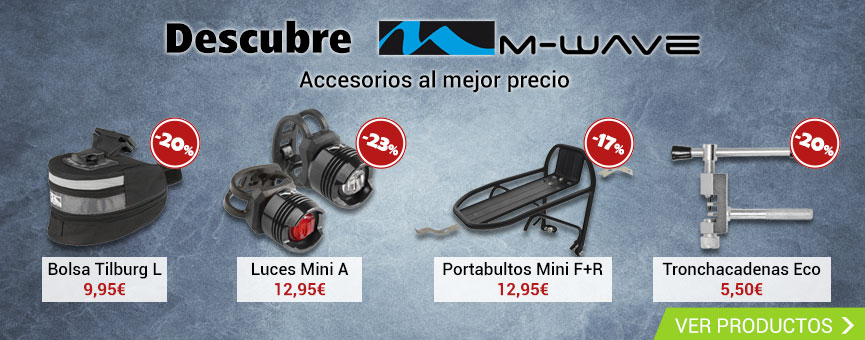 Descubre M-WAVE
Accesorios al mejor precio
-20%
-23%
-17%
-20%
Bolsa Tilburg L
9,95€
Luces Mini A
12,95€
Portabultos Mini F+R
12,95€
Tronchacadenas Eco
5,50€
VER PRODUCTOS